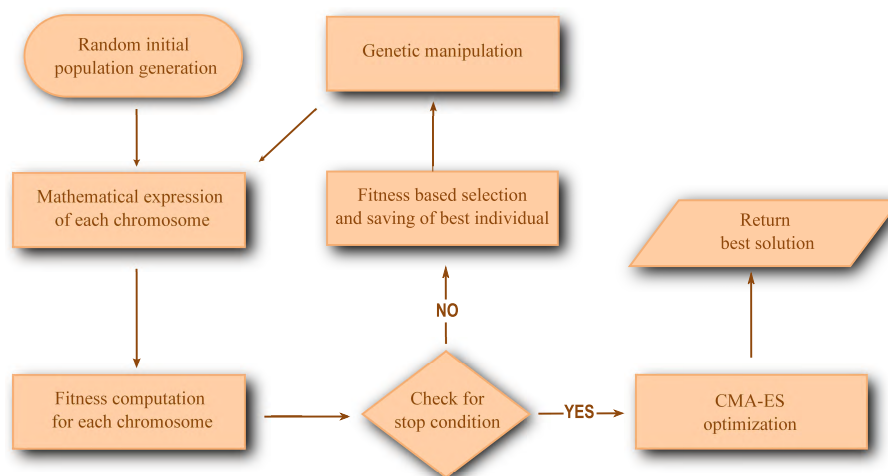 Random initial
population generation
Genetic manipulation
Mathematical expression
of each chromosome
Fitness based selection
and saving of best individual
Return
best solution
NO
Fitness computation
for each chromosome
Check for
stop condition
YES
CMA-ES
optimization